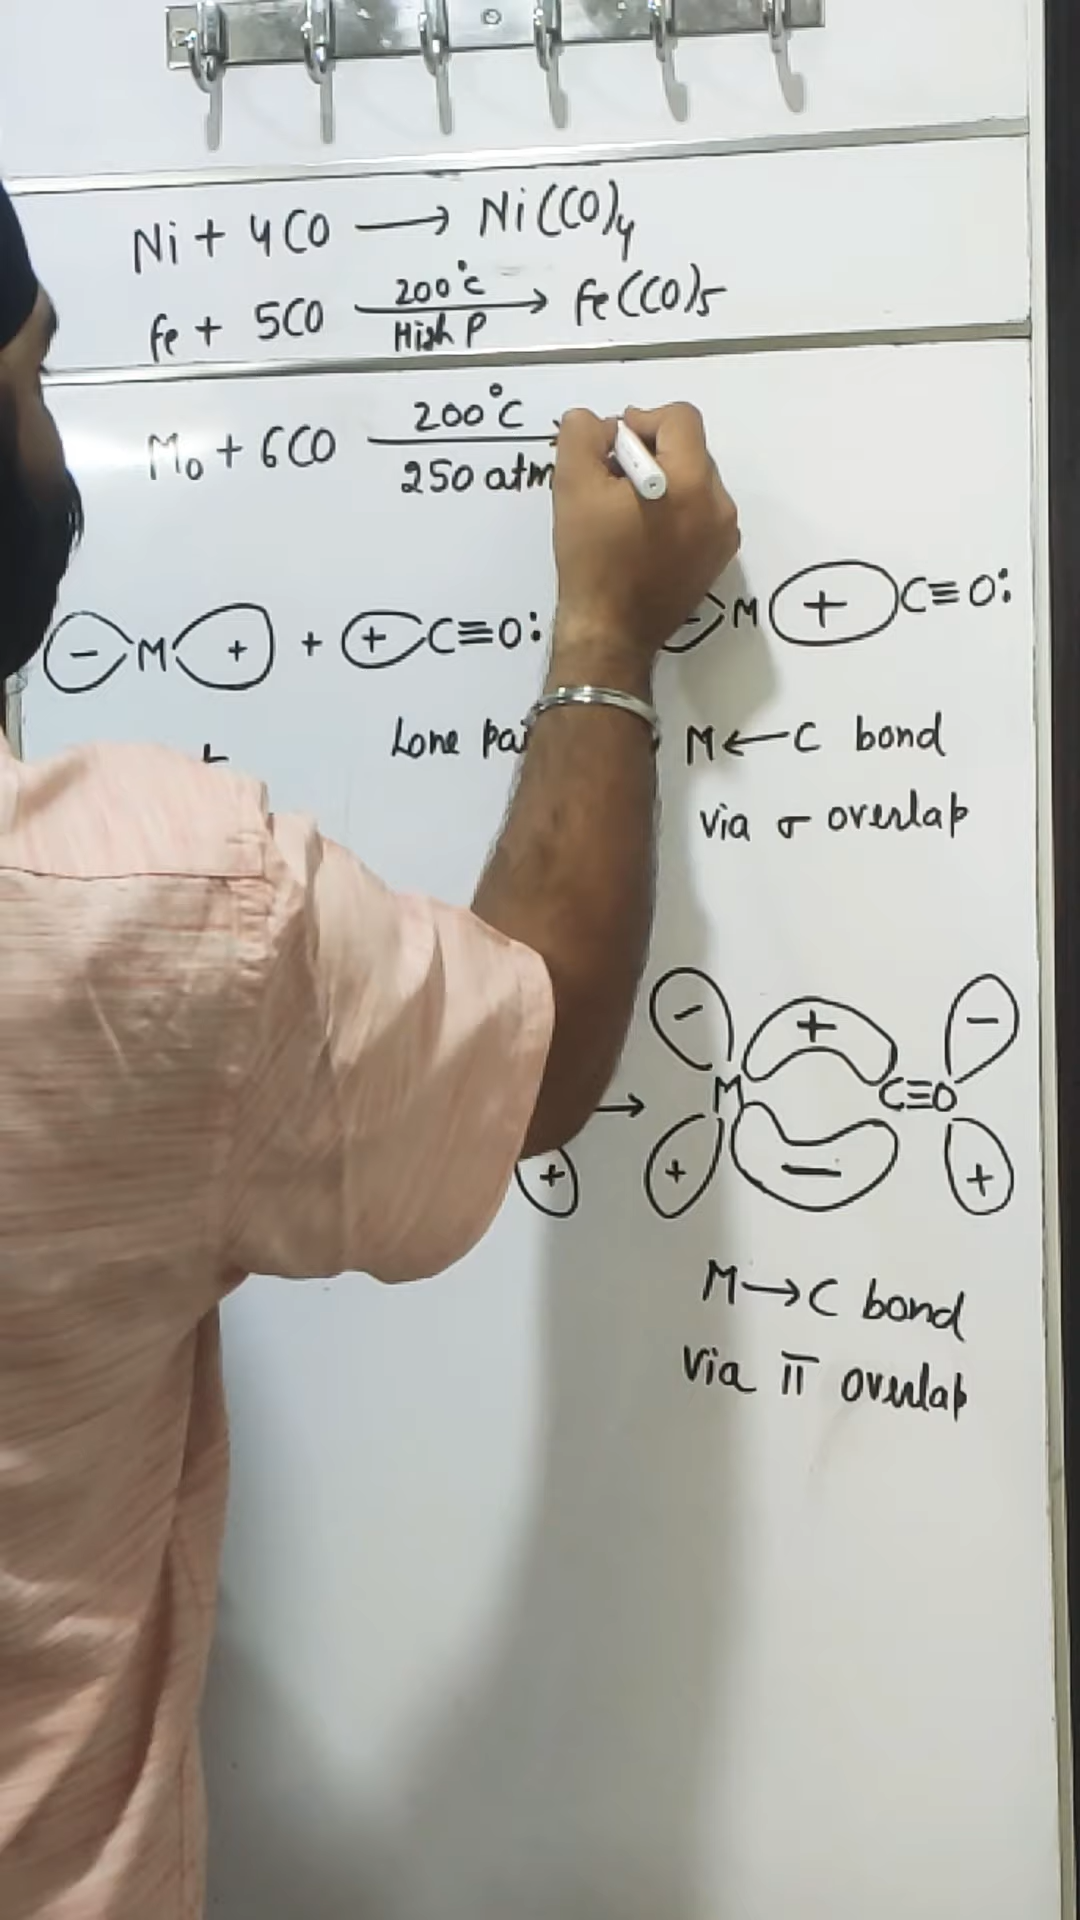 Ni + 4CO ⟶ Ni(CO)₄
Fe + 5CO 200°C High P ⟶ Fe(CO)₅
Mo + 6CO 200°C 250 atm
− M + + + C≡O: M + C≡O:
Lone M ← C bond
via σ overlap
− + −
→ M C≡O
+ + − +
M → C bond
via π overlap